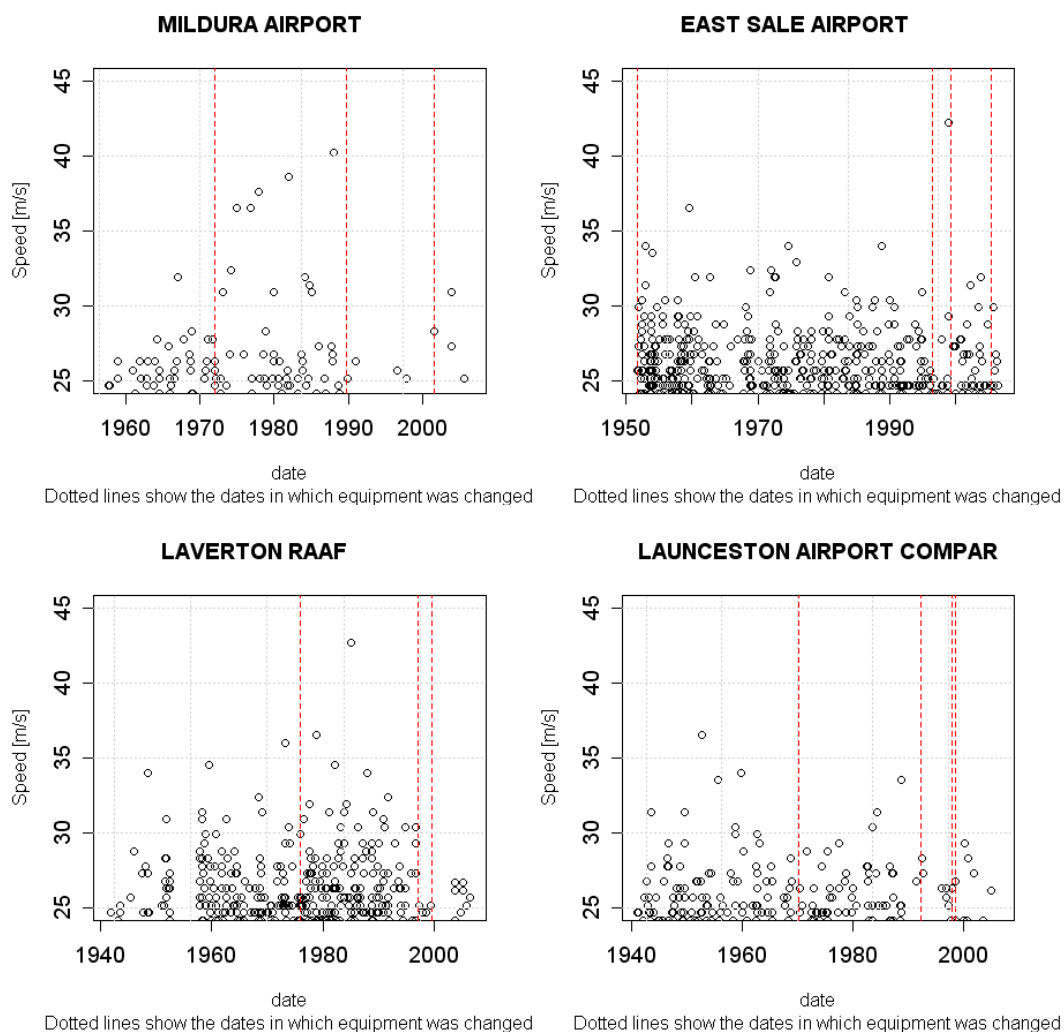 MILDURA AIRPORT
Speed [m/s]
45
40
35
30
25
1960 1970 1980 1990 2000
date
Dotted lines show the dates in which equipment was changed
EAST SALE AIRPORT
Speed [m/s]
45
40
35
30
25
1950 1970 1990
date
Dotted lines show the dates in which equipment was changed
LAVERTON RAAF
Speed [m/s]
45
40
35
30
25
1940 1960 1980 2000
date
Dotted lines show the dates in which equipment was changed
LAUNCESTON AIRPORT COMPAR
Speed [m/s]
45
40
35
30
25
1940 1960 1980 2000
date
Dotted lines show the dates in which equipment was changed